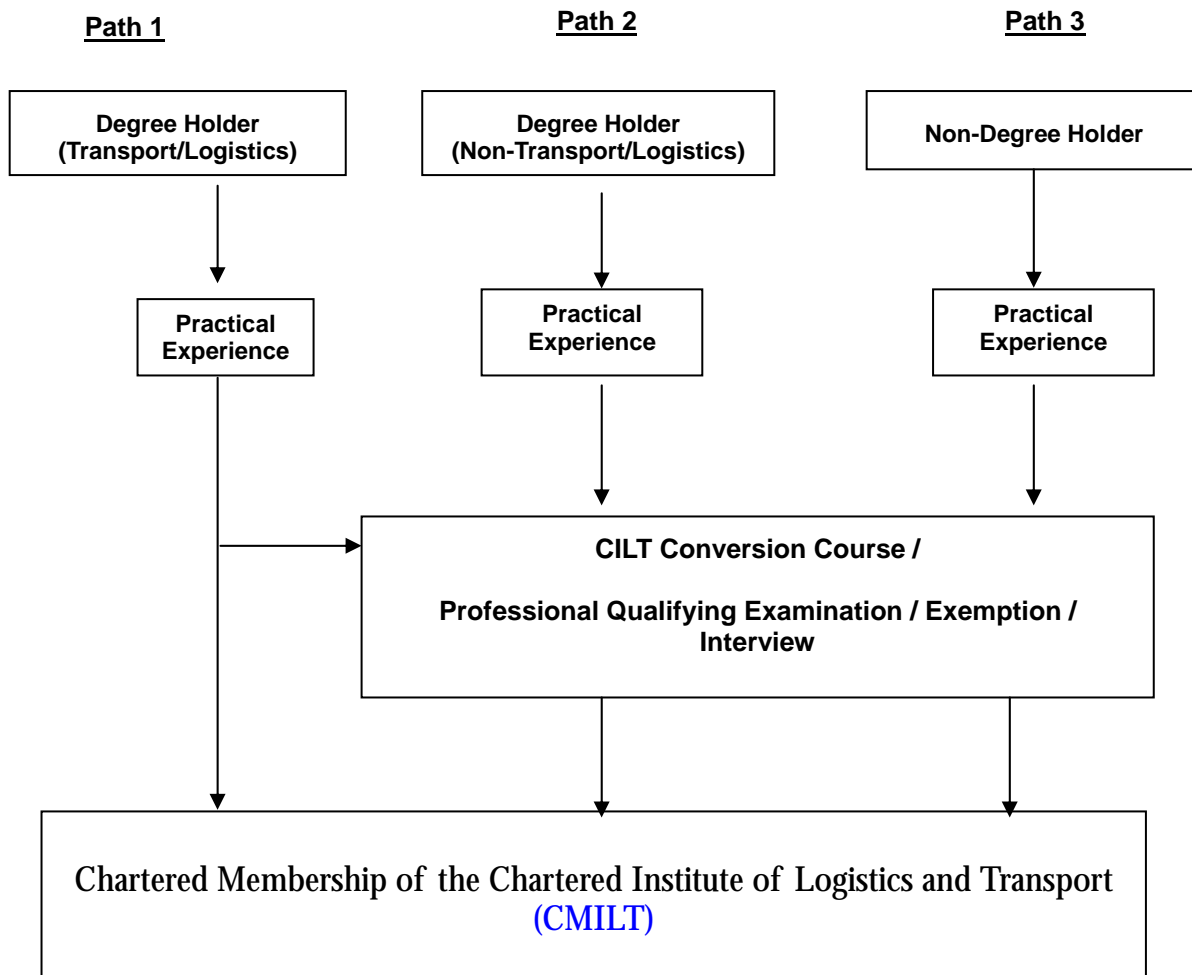 Path 1
Path 2
Path 3
Degree Holder
(Transport/Logistics)
Degree Holder
(Non-Transport/Logistics)
Non-Degree Holder
Practical
Experience
Practical
Experience
Practical
Experience
CILT Conversion Course /
Professional Qualifying Examination / Exemption /
Interview
Chartered Membership of the Chartered Institute of Logistics and Transport
(CMILT)